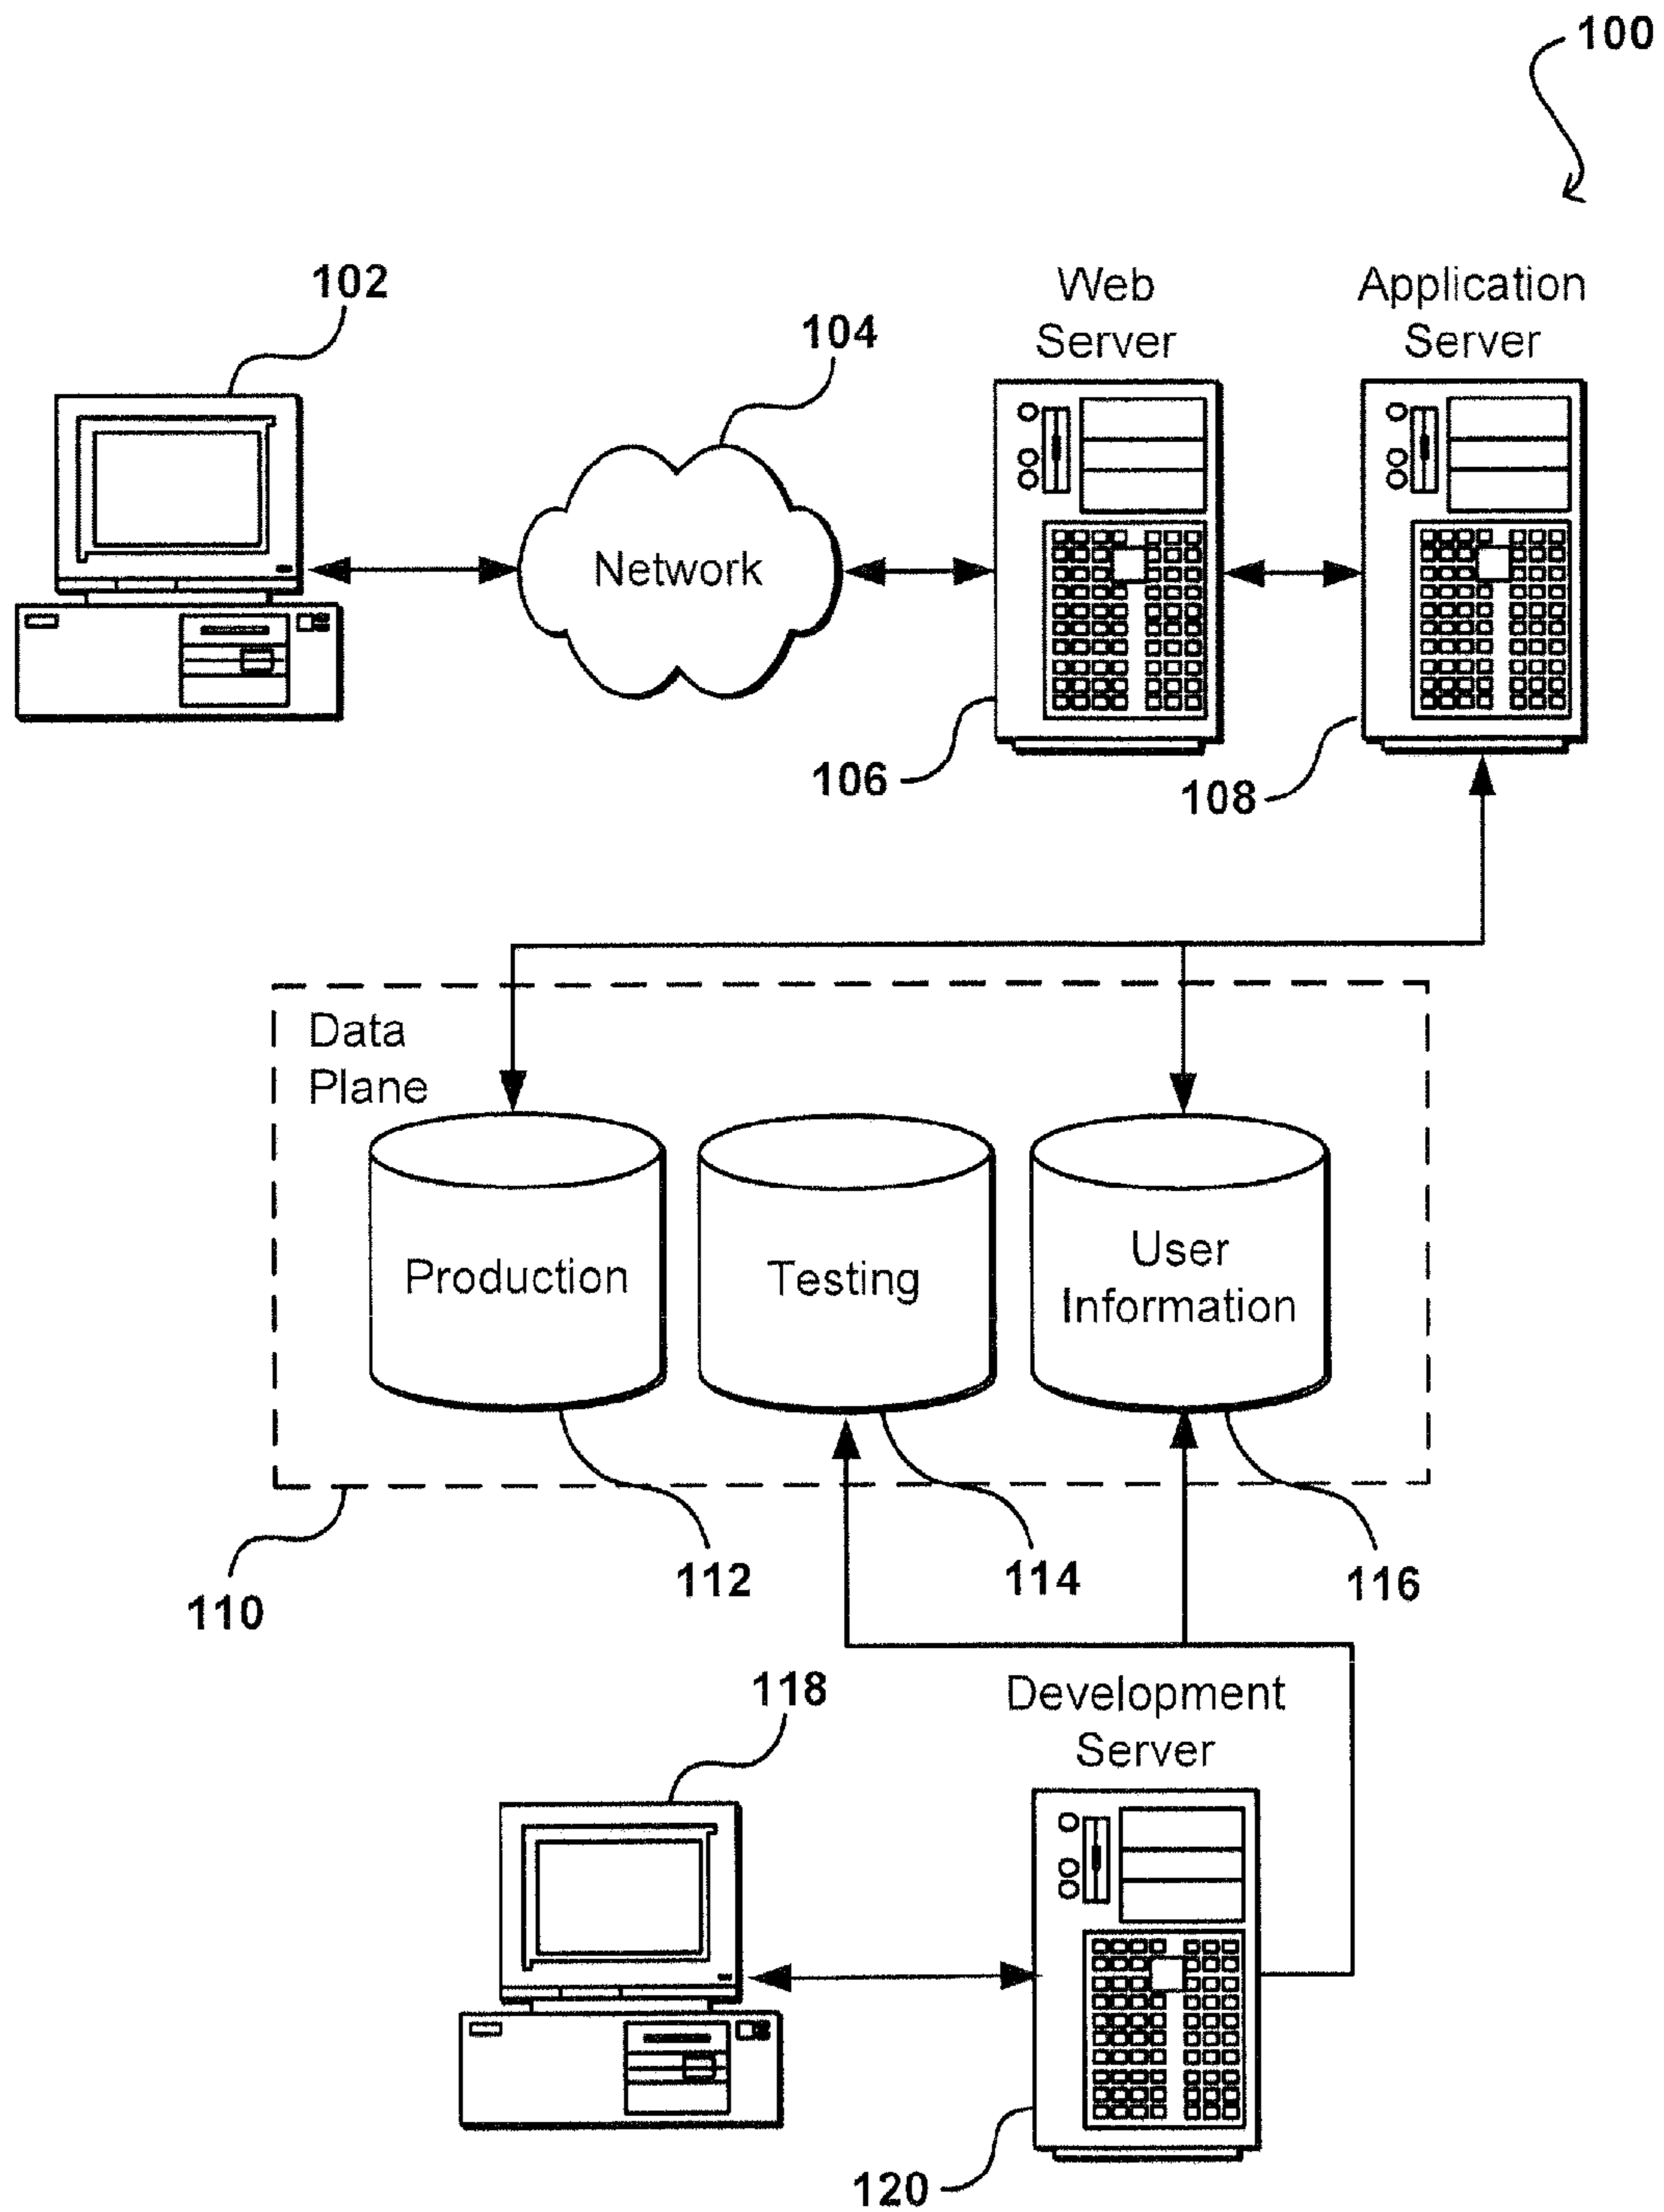 100
102
104
Web
Server
Application
Server
Network
106
108
Data
Plane
Production
Testing
User
Information
110
112
114
116
118
Development
Server
120